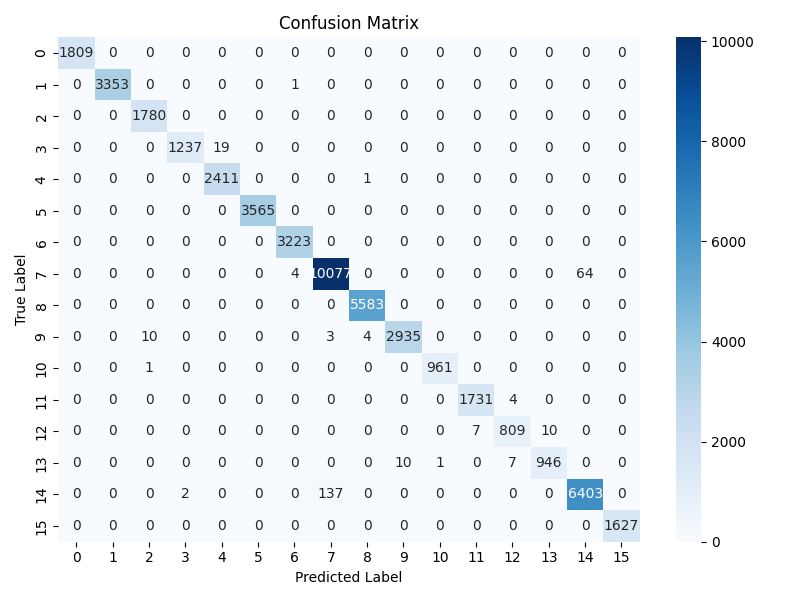 Confusion Matrix
0 1809 0 0 0 0 0 0 0 0 0 0 0 0 0 0 0
1 0 3353 0 0 0 0 1 0 0 0 0 0 0 0 0 0
2 0 0 1780 0 0 0 0 0 0 0 0 0 0 0 0 0
3 0 0 0 1237 19 0 0 0 0 0 0 0 0 0 0 0
4 0 0 0 0 2411 0 0 0 1 0 0 0 0 0 0 0
5 0 0 0 0 0 3565 0 0 0 0 0 0 0 0 0 0
6 0 0 0 0 0 0 3223 0 0 0 0 0 0 0 0 0
7 0 0 0 0 0 0 4 10077 0 0 0 0 0 0 64 0
8 0 0 0 0 0 0 0 0 5583 0 0 0 0 0 0 0
9 0 0 10 0 0 0 0 3 4 2935 0 0 0 0 0 0
10 0 0 1 0 0 0 0 0 0 0 961 0 0 0 0 0
11 0 0 0 0 0 0 0 0 0 0 0 1731 4 0 0 0
12 0 0 0 0 0 0 0 0 0 0 0 7 809 10 0 0
13 0 0 0 0 0 0 0 0 0 10 1 0 7 946 0 0
14 0 0 0 2 0 0 0 137 0 0 0 0 0 0 6403 0
15 0 0 0 0 0 0 0 0 0 0 0 0 0 0 0 1627
0 1 2 3 4 5 6 7 8 9 10 11 12 13 14 15
Predicted Label
True Label
10000
8000
6000
4000
2000
0